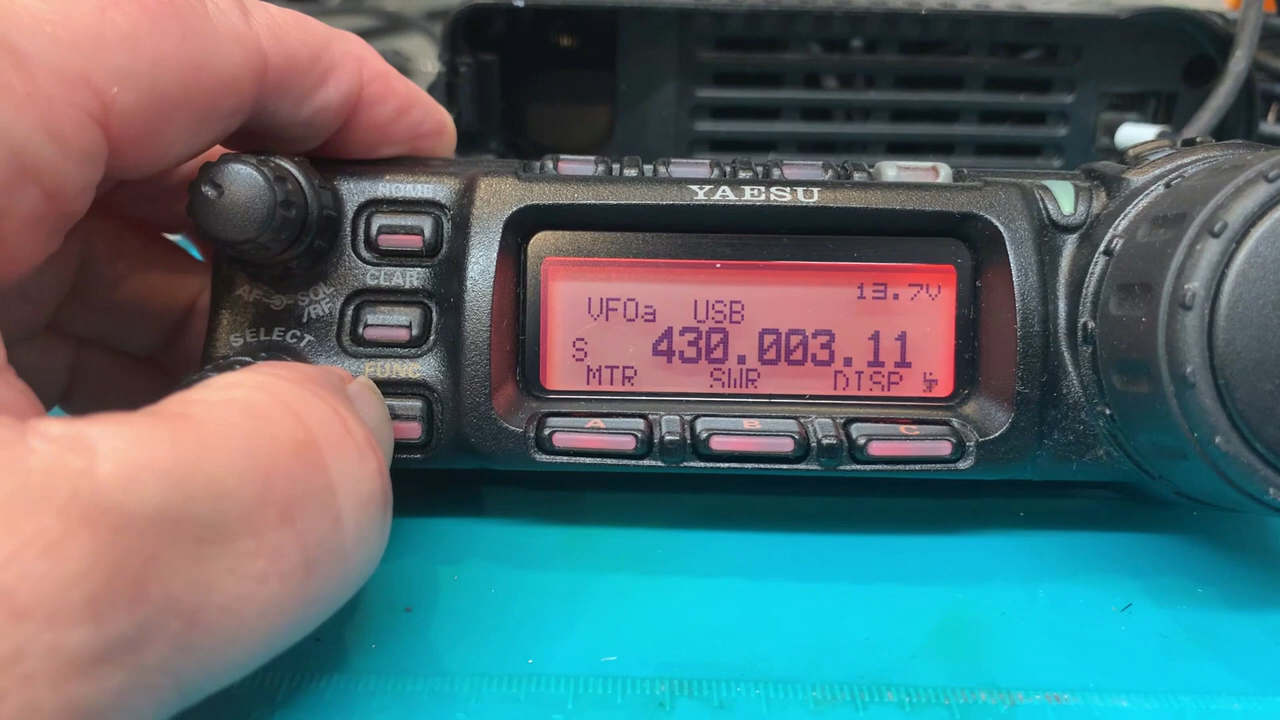 YAESU
HOME
13.7V
VFOa USB
CLAR
AF SQL
/RF
SELECT
S 430.003.11
FUNC
MTR SWR DISP
A B C